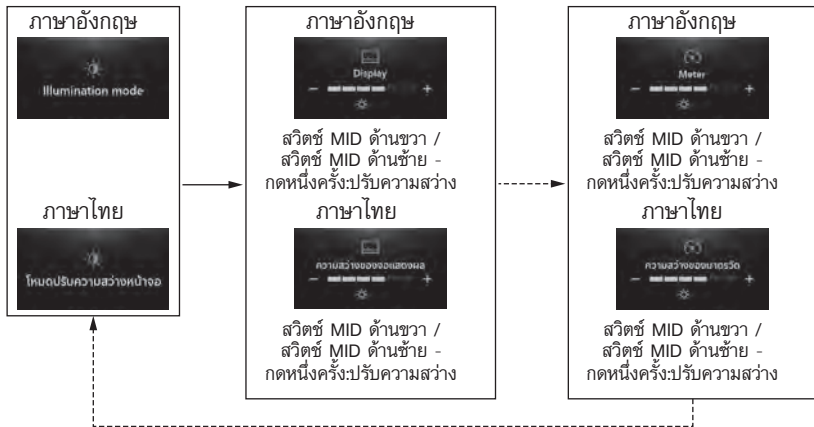 ภาษาอังกฤษ
Illumination mode
ภาษาไทย
โหมดปรับความสว่างหน้าจอ
ภาษาอังกฤษ
Display
- +
สวิตช์ MID ด้านขวา /
สวิตช์ MID ด้านซ้าย -
กดหนึ่งครั้ง:ปรับความสว่าง
ภาษาไทย
ความสว่างของจอแสดงผล
- +
สวิตช์ MID ด้านขวา /
สวิตช์ MID ด้านซ้าย -
กดหนึ่งครั้ง:ปรับความสว่าง
ภาษาอังกฤษ
Meter
- +
สวิตช์ MID ด้านขวา /
สวิตช์ MID ด้านซ้าย -
กดหนึ่งครั้ง:ปรับความสว่าง
ภาษาไทย
ความสว่างของมาตรวัด
- +
สวิตช์ MID ด้านขวา /
สวิตช์ MID ด้านซ้าย -
กดหนึ่งครั้ง:ปรับความสว่าง